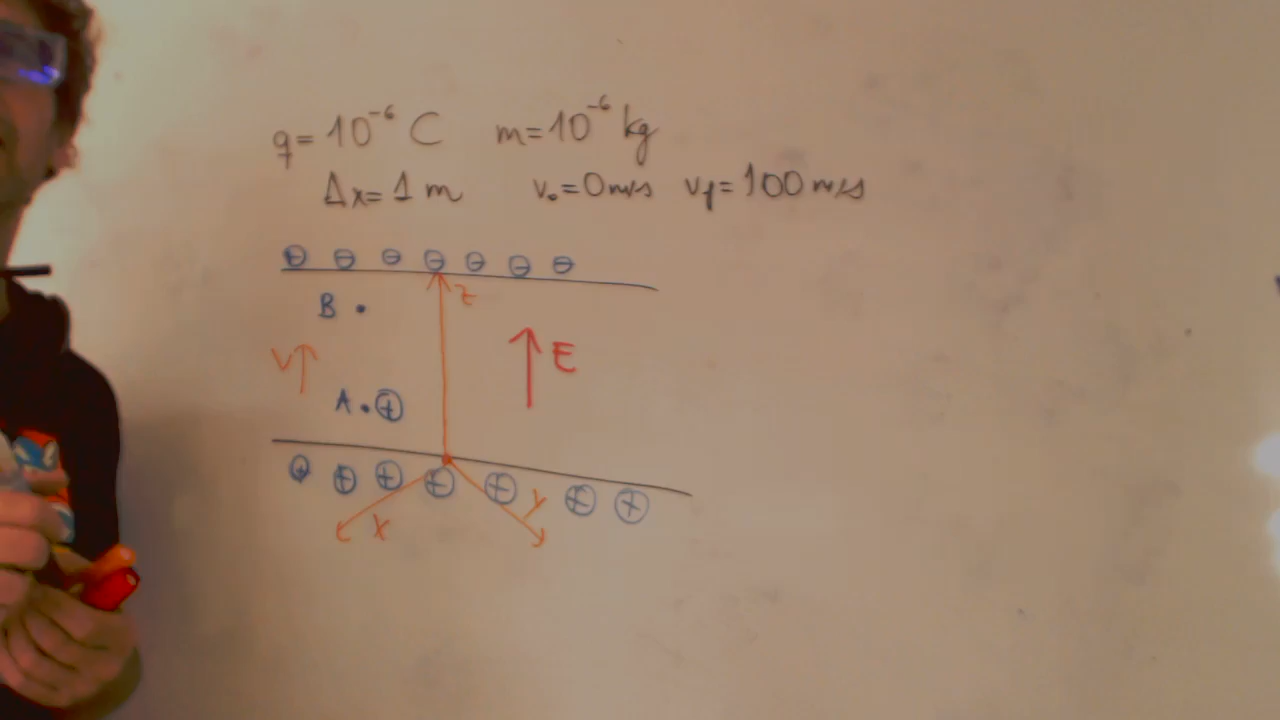 q = 10⁻⁶ C m = 10⁻⁶ kg
Δx = 1 m v₀ = 0 m/s vf = 100 m/s
⊖ ⊖ ⊖ ⊖ ⊖ ⊖ ⊖
z
B •
V E
A • ⊕
⊕ ⊕ ⊕ ⊕ ⊕ ⊕ ⊕
x y